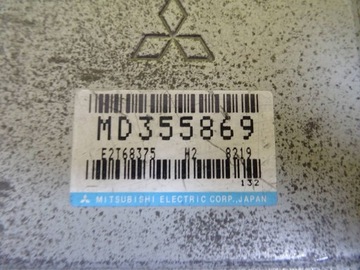 MD355869
E2T68375 H2 8219
132
MITSUBISHI ELECTRIC CORP., JAPAN